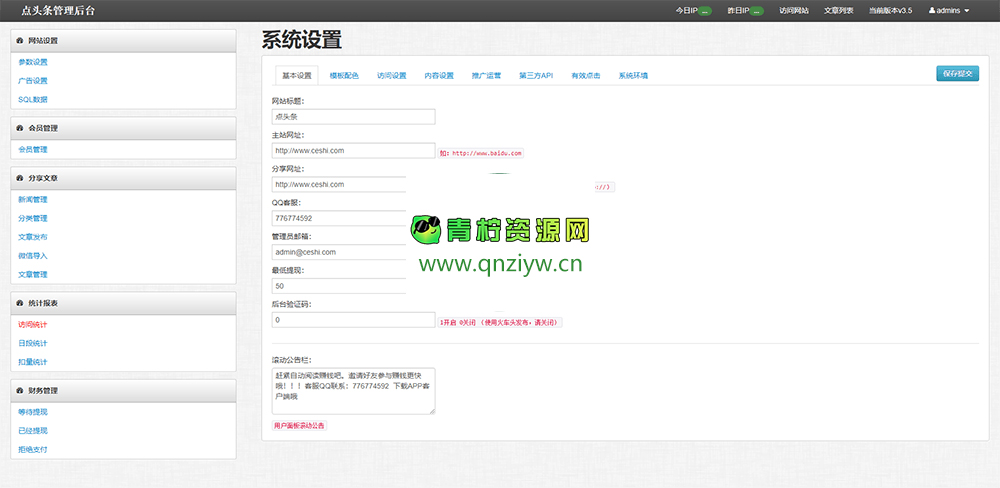 点头条管理后台
今日IP ... 昨日IP ... 访问网站 文章列表 当前版本v3.5 admins
网站设置
参数设置
广告设置
SQL数据
会员管理
会员管理
分享文章
新闻管理
分类管理
文章发布
微信导入
文章管理
统计报表
访问统计
日段统计
扣量统计
财务管理
等待提现
已经提现
拒绝支付
系统设置
基本设置 模板配色 访问设置 内容设置 推广运营 第三方API 有效点击 系统环境 保存提交
网站标题:
点头条
主站网址:
http://www.ceshi.com 如: http://www.baidu.com
分享网址:
http://www.ceshi.com //)
QQ客服:
776774592
管理员邮箱:
admin@ceshi.com
最低提现:
50
后台验证码:
0 1开启 0关闭 (使用火车头发布,请关闭)
青柠资源网
www.qnziyw.cn
滚动公告栏:
赶紧自动阅读赚钱吧。邀请好友参与赚钱更快
哦!!! 客服QQ联系: 776774592 下载APP客
户端哦
用户面板滚动公告